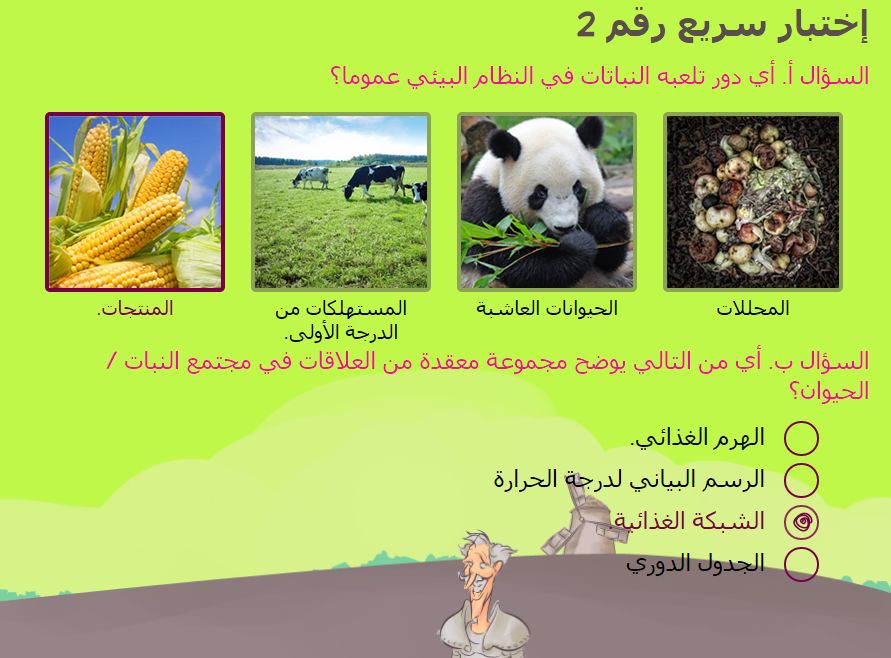 إختبار سريع رقم 2
السؤال أ. أي دور تلعبه النباتات في النظام البيئي عموما؟
المحللات
الحيوانات العاشبة
المستهلكات من
الدرجة الأولى.
المنتجات.
السؤال ب. أي من التالي يوضح مجموعة معقدة من العلاقات في مجتمع النبات /
الحيوان؟
الهرم الغذائي.
الرسم البياني لدرجة الحرارة
الشبكة الغذائية.
الجدول الدوري